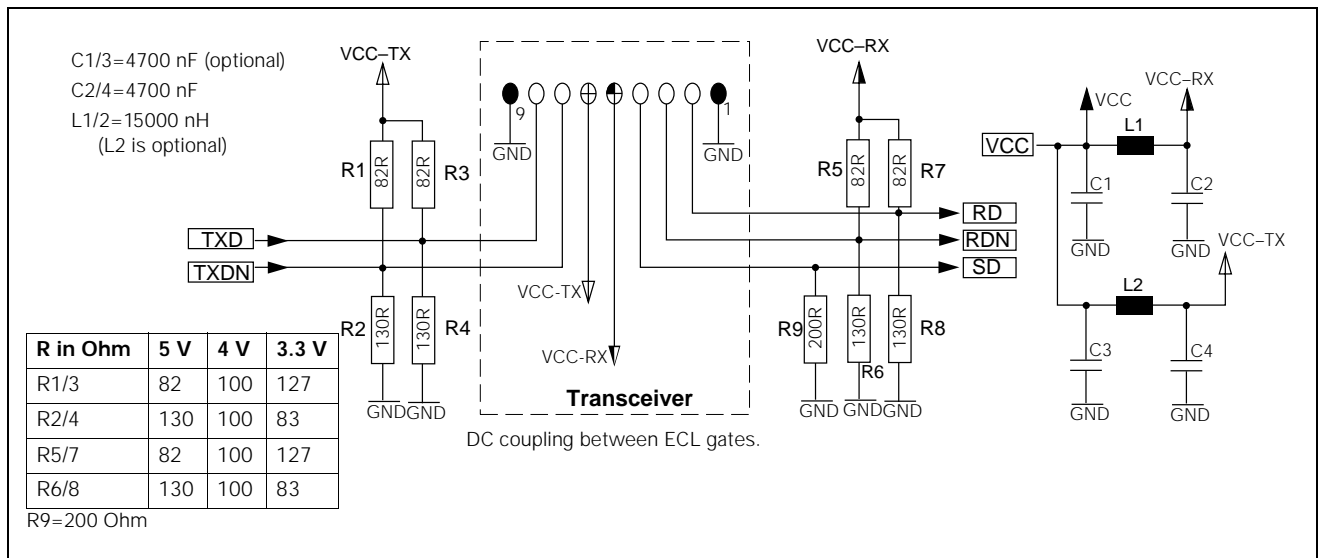 C1/3=4700 nF (optional)
C2/4=4700 nF
L1/2=15000 nH
(L2 is optional)
VCC–TX
R1
82R
82R
R3
TXD
TXDN
R2
130R
130R
R4
GND
GND
9
1
GND
GND
VCC-TX
VCC-RX
Transceiver
DC coupling between ECL gates.
VCC–RX
R5
82R
82R
R7
RD
RDN
SD
R9
200R
130R
R6
130R
R8
GND
GND
GND
VCC
VCC
L1
VCC–RX
C1
C2
GND
GND
VCC–TX
L2
C3
C4
GND
GND
R in Ohm 5 V 4 V 3.3 V
R1/3 82 100 127
R2/4 130 100 83
R5/7 82 100 127
R6/8 130 100 83
R9=200 Ohm